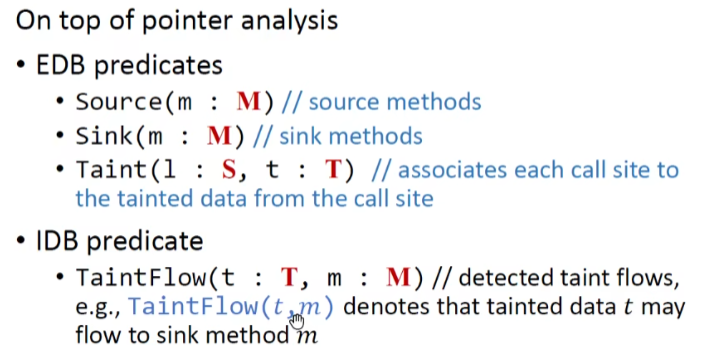 On top of pointer analysis
• EDB predicates
• Source(m : M) // source methods
• Sink(m : M) // sink methods
• Taint(l : S, t : T) // associates each call site to
the tainted data from the call site
• IDB predicate
• TaintFlow(t : T, m : M) // detected taint flows,
e.g., TaintFlow(t,m) denotes that tainted data t may
flow to sink method m